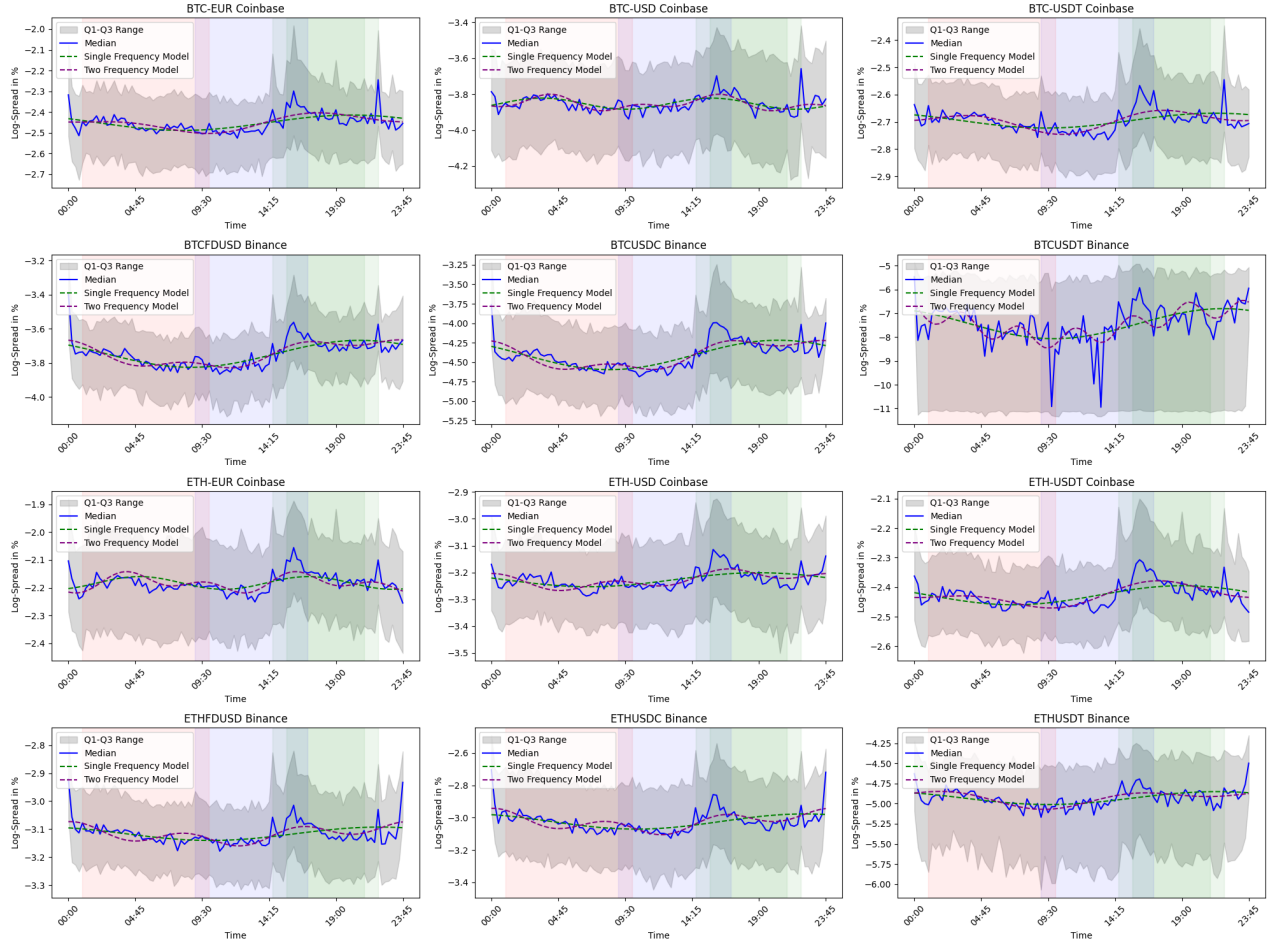 BTC-EUR Coinbase
Log-Spread in %
−2.0
−2.1
−2.2
−2.3
−2.4
−2.5
−2.6
−2.7
Q1-Q3 Range
Median
Single Frequency Model
Two Frequency Model
00:00
04:45
09:30
14:15
19:00
23:45
Time
BTC-USD Coinbase
Log-Spread in %
−3.4
−3.6
−3.8
−4.0
−4.2
Q1-Q3 Range
Median
Single Frequency Model
Two Frequency Model
00:00
04:45
09:30
14:15
19:00
23:45
Time
BTC-USDT Coinbase
Log-Spread in %
−2.4
−2.5
−2.6
−2.7
−2.8
−2.9
Q1-Q3 Range
Median
Single Frequency Model
Two Frequency Model
00:00
04:45
09:30
14:15
19:00
23:45
Time
BTCFDUSD Binance
Log-Spread in %
−3.2
−3.4
−3.6
−3.8
−4.0
Q1-Q3 Range
Median
Single Frequency Model
Two Frequency Model
00:00
04:45
09:30
14:15
19:00
23:45
Time
BTCUSDC Binance
Log-Spread in %
−3.25
−3.50
−3.75
−4.00
−4.25
−4.50
−4.75
−5.00
−5.25
Q1-Q3 Range
Median
Single Frequency Model
Two Frequency Model
00:00
04:45
09:30
14:15
19:00
23:45
Time
BTCUSDT Binance
Log-Spread in %
−5
−6
−7
−8
−9
−10
−11
Q1-Q3 Range
Median
Single Frequency Model
Two Frequency Model
00:00
04:45
09:30
14:15
19:00
23:45
Time
ETH-EUR Coinbase
Log-Spread in %
−1.9
−2.0
−2.1
−2.2
−2.3
−2.4
Q1-Q3 Range
Median
Single Frequency Model
Two Frequency Model
00:00
04:45
09:30
14:15
19:00
23:45
Time
ETH-USD Coinbase
Log-Spread in %
−2.9
−3.0
−3.1
−3.2
−3.3
−3.4
−3.5
Q1-Q3 Range
Median
Single Frequency Model
Two Frequency Model
00:00
04:45
09:30
14:15
19:00
23:45
Time
ETH-USDT Coinbase
Log-Spread in %
−2.1
−2.2
−2.3
−2.4
−2.5
−2.6
Q1-Q3 Range
Median
Single Frequency Model
Two Frequency Model
00:00
04:45
09:30
14:15
19:00
23:45
Time
ETHFDUSD Binance
Log-Spread in %
−2.8
−2.9
−3.0
−3.1
−3.2
−3.3
Q1-Q3 Range
Median
Single Frequency Model
Two Frequency Model
00:00
04:45
09:30
14:15
19:00
23:45
Time
ETHUSDC Binance
Log-Spread in %
−2.6
−2.8
−3.0
−3.2
−3.4
Q1-Q3 Range
Median
Single Frequency Model
Two Frequency Model
00:00
04:45
09:30
14:15
19:00
23:45
Time
ETHUSDT Binance
Log-Spread in %
−4.25
−4.50
−4.75
−5.00
−5.25
−5.50
−5.75
−6.00
Q1-Q3 Range
Median
Single Frequency Model
Two Frequency Model
00:00
04:45
09:30
14:15
19:00
23:45
Time